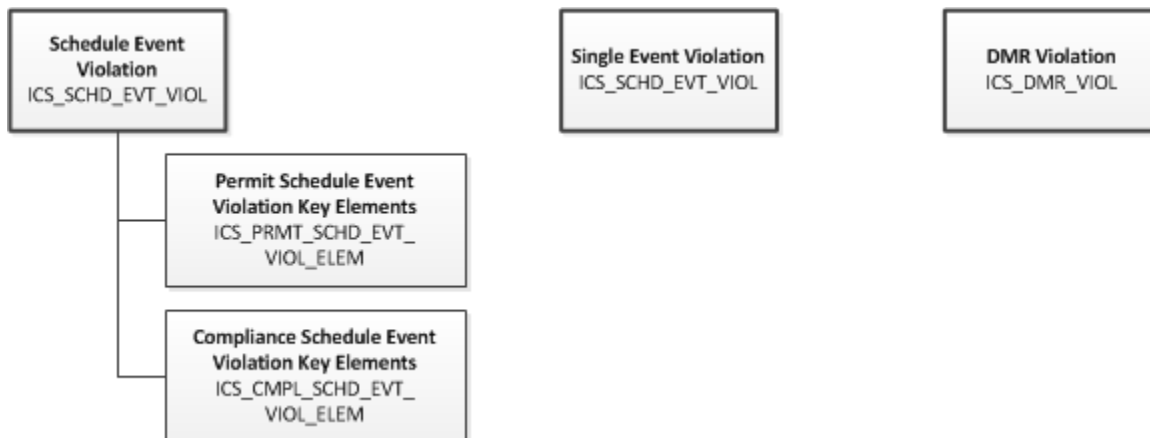 Schedule Event
Violation
ICS_SCHD_EVT_VIOL
Single Event Violation
ICS_SCHD_EVT_VIOL
DMR Violation
ICS_DMR_VIOL
Permit Schedule Event
Violation Key Elements
ICS_PRMT_SCHD_EVT_
VIOL_ELEM
Compliance Schedule Event
Violation Key Elements
ICS_CMPL_SCHD_EVT_
VIOL_ELEM